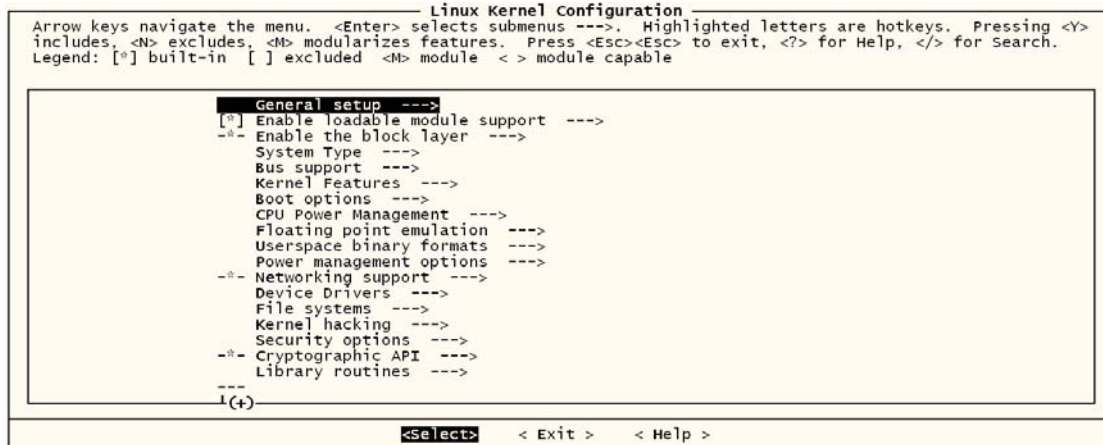 Linux Kernel Configuration
Arrow keys navigate the menu. <Enter> selects submenus --->. Highlighted letters are hotkeys. Pressing <Y>
includes, <N> excludes, <M> modularizes features. Press <Esc><Esc> to exit, <?> for Help, </> for Search.
Legend: [*] built-in [ ] excluded <M> module < > module capable
General setup --->
[*] Enable loadable module support --->
-*- Enable the block layer --->
System Type --->
Bus support --->
Kernel Features --->
Boot options --->
CPU Power Management --->
Floating point emulation --->
Userspace binary formats --->
Power management options --->
-*- Networking support --->
Device Drivers --->
File systems --->
Kernel hacking --->
Security options --->
-*- Cryptographic API --->
Library routines --->
---
(+)
<Select> < Exit > < Help >